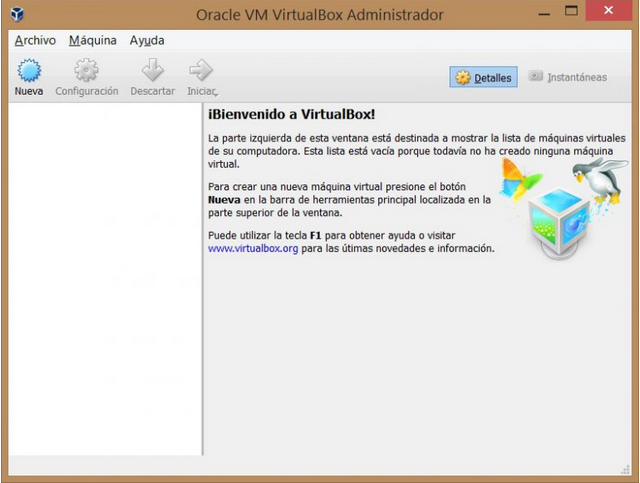 Oracle VM VirtualBox Administrador
Archivo Máquina Ayuda
Nueva Configuración Descartar Iniciar
Detalles Instantáneas
¡Bienvenido a VirtualBox!
La parte izquierda de esta ventana está destinada a mostrar la lista de máquinas virtuales
de su computadora. Esta lista está vacía porque todavía no ha creado ninguna máquina
virtual.
Para crear una nueva máquina virtual presione el botón
Nueva en la barra de herramientas principal localizada en la
parte superior de la ventana.
Puede utilizar la tecla F1 para obtener ayuda o visitar
www.virtualbox.org para las útimas novedades e información.